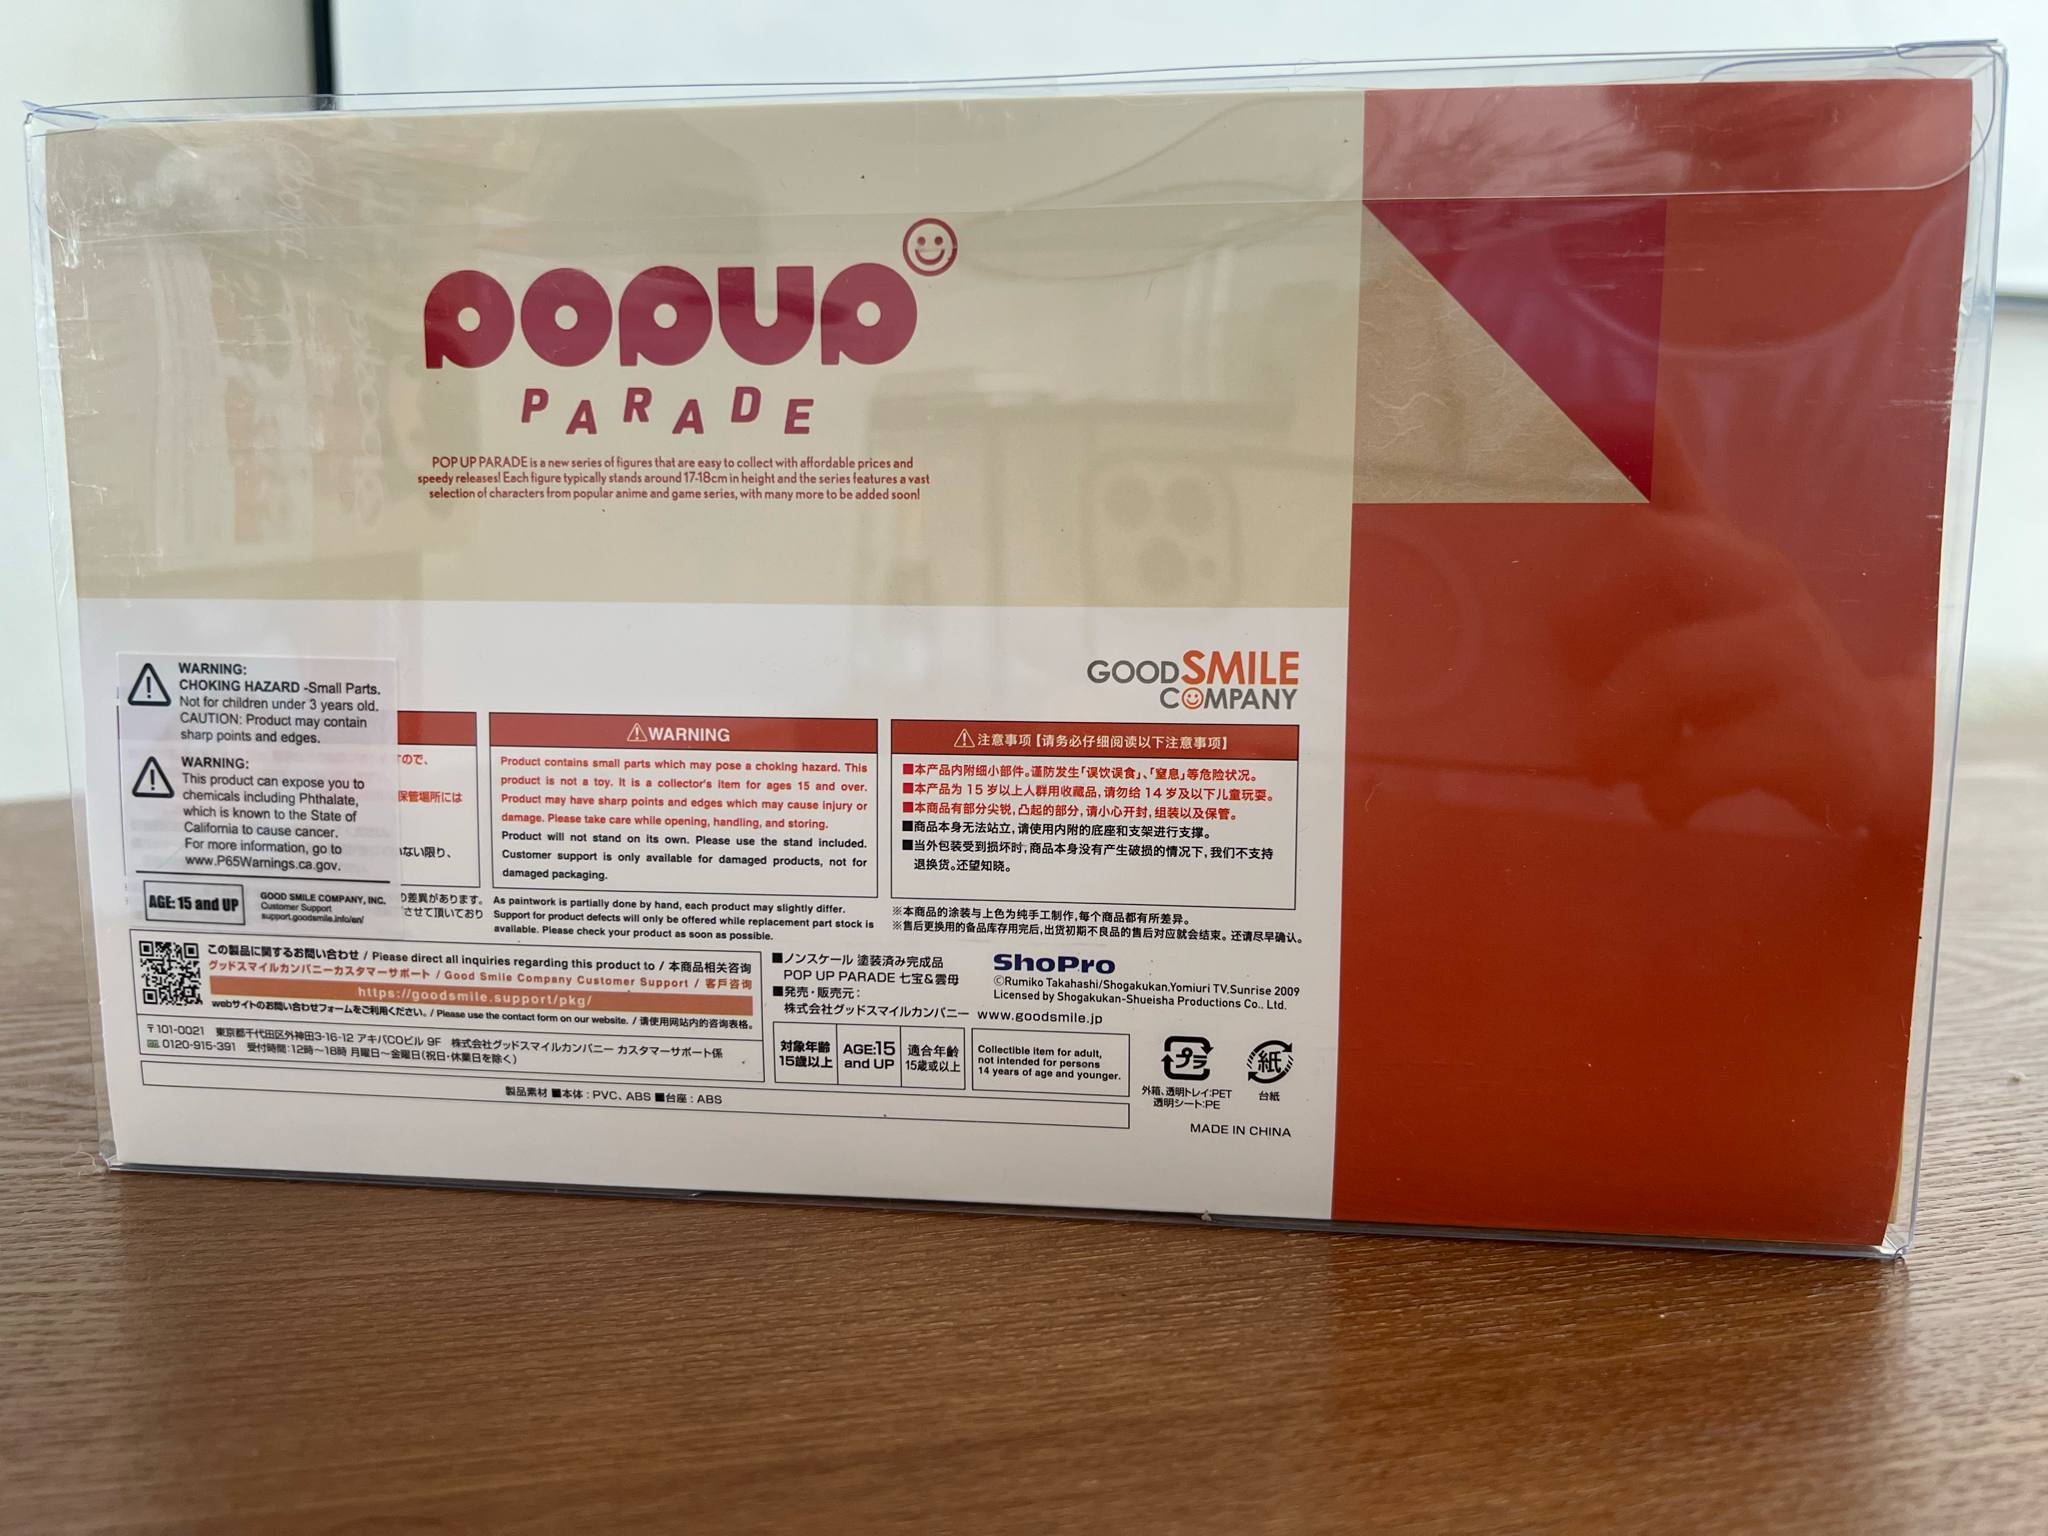 POPUP
PARADE
POP UP PARADE is a new series of figures that are easy to collect with affordable prices and
speedy releases! Each figure typically stands around 17-18cm in height and the series features a vast
selection of characters from popular anime and game series, with many more to be added soon!
GOOD SMILE
COMPANY
WARNING:
CHOKING HAZARD -Small Parts.
Not for children under 3 years old.
CAUTION: Product may contain
sharp points and edges.
WARNING:
This product can expose you to
chemicals including Phthalate,
which is known to the State of
California to cause cancer.
For more information, go to
www.P65Warnings.ca.gov.
AGE: 15 and UP
GOOD SMILE COMPANY, INC.
Customer Support
support.goodsmile.info/en/
ので、
保管場所には
ない限り、
の差異があります。
させて頂いており
WARNING
Product contains small parts which may pose a choking hazard. This
product is not a toy. It is a collector's item for ages 15 and over.
Product may have sharp points and edges which may cause injury or
damage. Please take care while opening, handling, and storing.
Product will not stand on its own. Please use the stand included.
Customer support is only available for damaged products, not for
damaged packaging.
As paintwork is partially done by hand, each product may slightly differ.
Support for product defects will only be offered while replacement part stock is
available. Please check your product as soon as possible.
注意事项【请务必仔细阅读以下注意事项】
■本产品内附细小部件。谨防发生「误饮误食」、「窒息」等危险状况。
■本产品为 15 岁以上人群用收藏品,请勿给 14 岁及以下儿童玩耍。
■本商品有部分尖锐,凸起的部分,请小心开封,组装以及保管。
■商品本身无法站立,请使用内附的底座和支架进行支撑。
■当外包装受到损坏时,商品本身没有产生破损的情况下,我们不支持
退换货。还望知晓。
※本商品的涂装与上色为纯手工制作,每个商品都有所差异。
※售后更换用的备品库存用完后,出货初期不良品的售后对应就会结束。还请尽早确认。
この製品に関するお問い合わせ / Please direct all inquiries regarding this product to / 本商品相关咨询
グッドスマイルカンパニーカスタマーサポート / Good Smile Company Customer Support / 客戶咨询
https://goodsmile.support/pkg/
webサイトのお問い合わせフォームをご利用ください。/ Please use the contact form on our website. / 请使用网站内的咨询表格。
〒101-0021 東京都千代田区外神田3-16-12 アキバCOビル 9F 株式会社グッドスマイルカンパニー カスタマーサポート係
0120-915-391 受付時間:12時〜18時 月曜日〜金曜日(祝日・休業日を除く)
■ノンスケール 塗装済み完成品
POP UP PARADE 七宝&雲母
■発売・販売元:
株式会社グッドスマイルカンパニー www.goodsmile.jp
ShoPro
©Rumiko Takahashi/Shogakukan,Yomiuri TV,Sunrise 2009
Licensed by Shogakukan-Shueisha Productions Co., Ltd.
対象年齢
15歳以上
AGE:15
and UP
適合年齡
15歲或以上
Collectible item for adult,
not intended for persons
14 years of age and younger.
プラ
外箱、透明トレイ:PET
透明シート:PE
紙
台紙
製品素材 ■本体 : PVC、ABS ■台座 : ABS
MADE IN CHINA